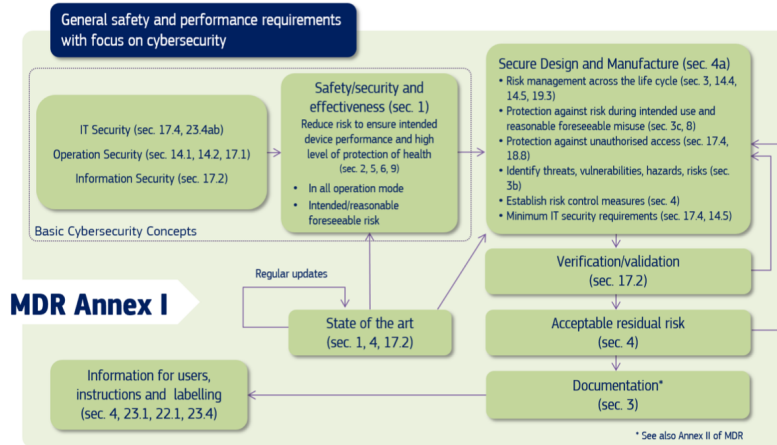 General safety and performance requirements
with focus on cybersecurity
IT Security (sec. 17.4, 23.4ab)
Operation Security (sec. 14.1, 14.2, 17.1)
Information Security (sec. 17.2)
Basic Cybersecurity Concepts
Safety/security and
effectiveness (sec. 1)
Reduce risk to ensure intended
device performance and high
level of protection of health
(sec. 2, 5, 6, 9)
• In all operation mode
• Intended/reasonable
foreseeable risk
Secure Design and Manufacture (sec. 4a)
• Risk management across the life cycle (sec. 3, 14.4,
14.5, 19.3)
• Protection against risk during intended use and
reasonable foreseeable misuse (sec. 3c, 8)
• Protection against unauthorised access (sec. 17.4,
18.8)
• Identify threats, vulnerabilities, hazards, risks (sec.
3b)
• Establish risk control measures (sec. 4)
• Minimum IT security requirements (sec. 17.4, 14.5)
Verification/validation
(sec. 17.2)
Regular updates
MDR Annex I
State of the art
(sec. 1, 4, 17.2)
Acceptable residual risk
(sec. 4)
Information for users,
instructions and labelling
(sec. 4, 23.1, 22.1, 23.4)
Documentation*
(sec. 3)
* See also Annex II of MDR